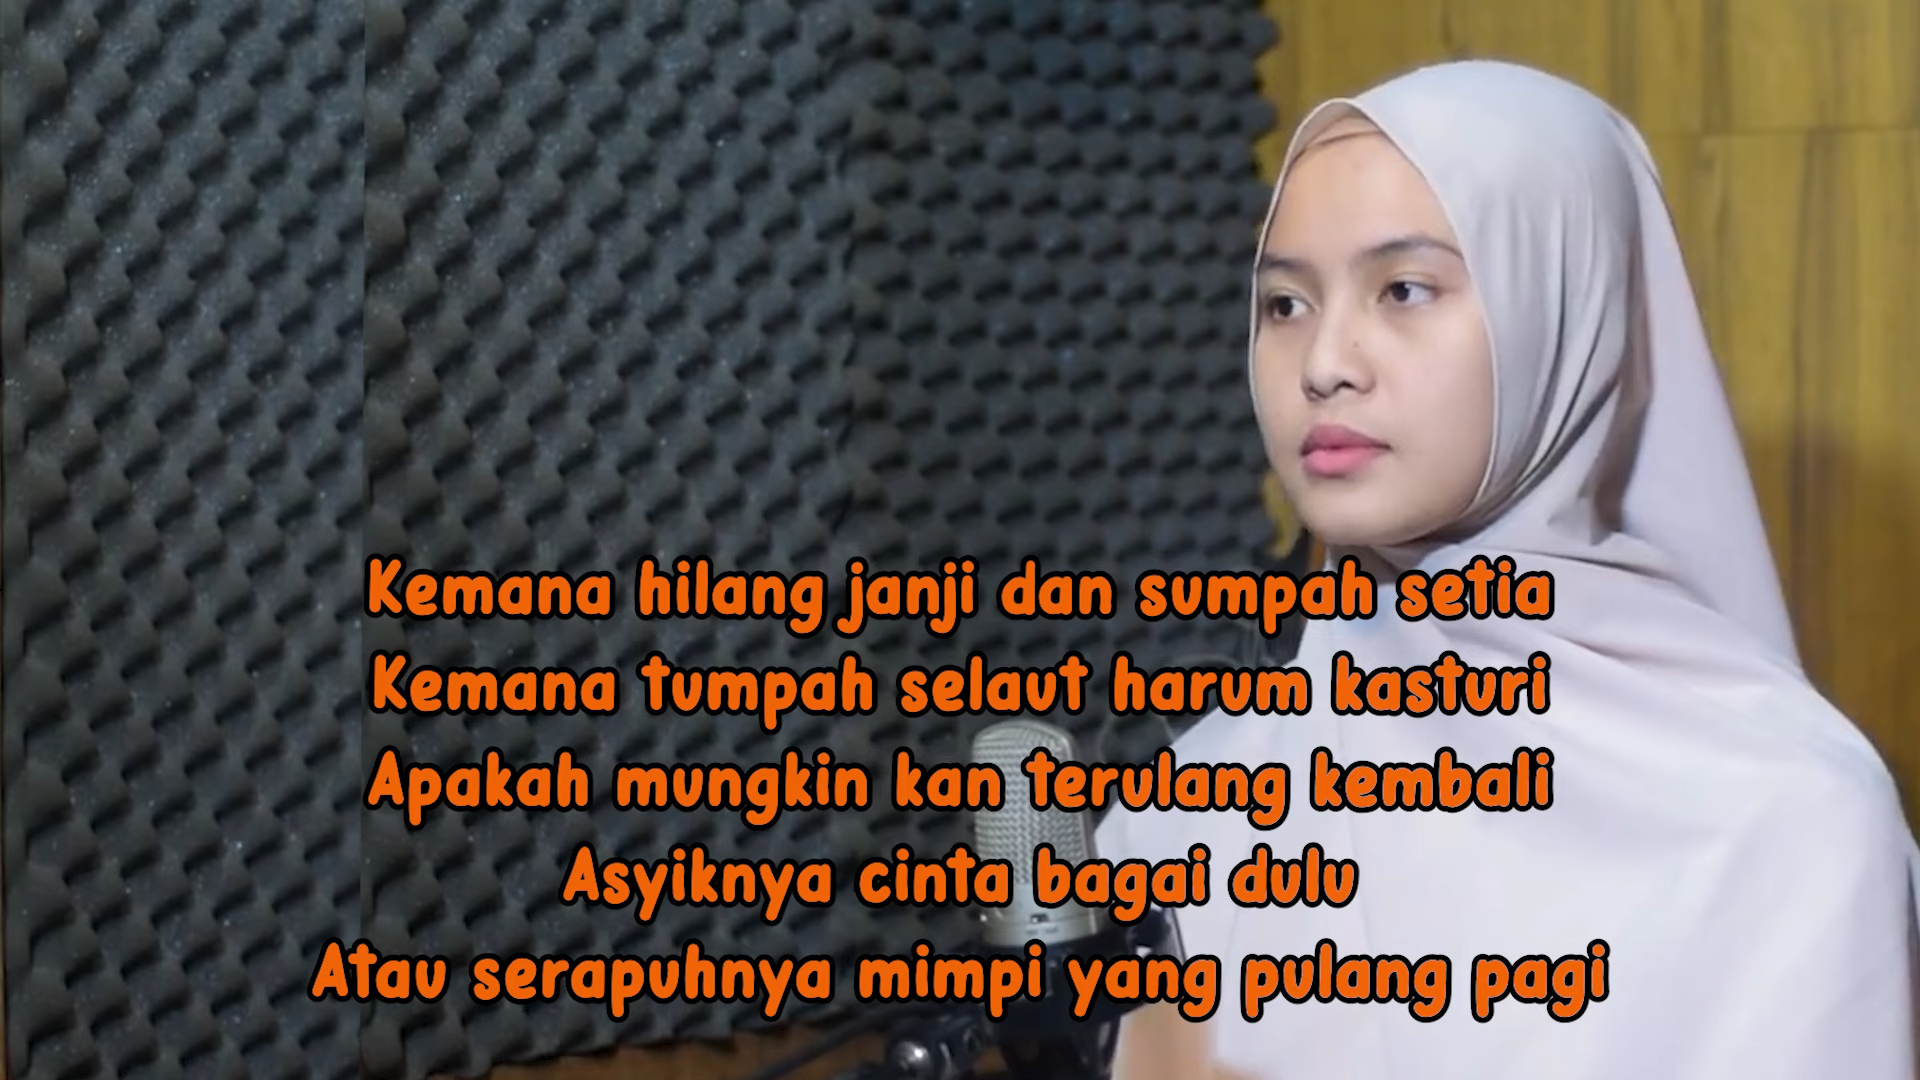 Kemana hilang janji dan sumpah setia
Kemana tumpah selaut harum kasturi
Apakah mungkin kan terulang kembali
Asyiknya cinta bagai dulu
Atau serapuhnya mimpi yang pulang pagi